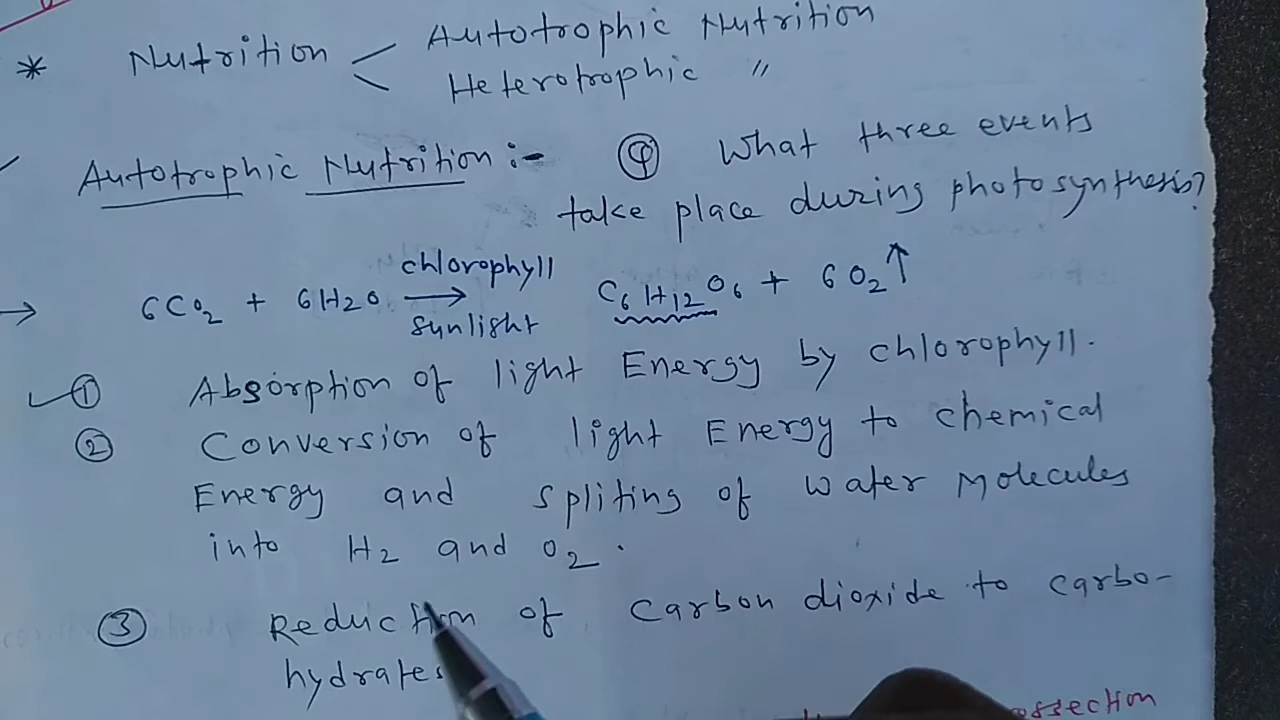 * Nutrition < Autotrophic Nutrition
Heterotrophic "
Autotrophic Nutrition :- Q What three events
take place during photosynthesis?
→ 6CO₂ + 6H₂O chlorophyll → sunlight C₆H₁₂O₆ + 6O₂↑
① Absorption of light Energy by chlorophyll.
② Conversion of light Energy to chemical
Energy and spliting of water Molecules
into H₂ and O₂.
③ Reduction of Carbon dioxide to carbo-
hydrates